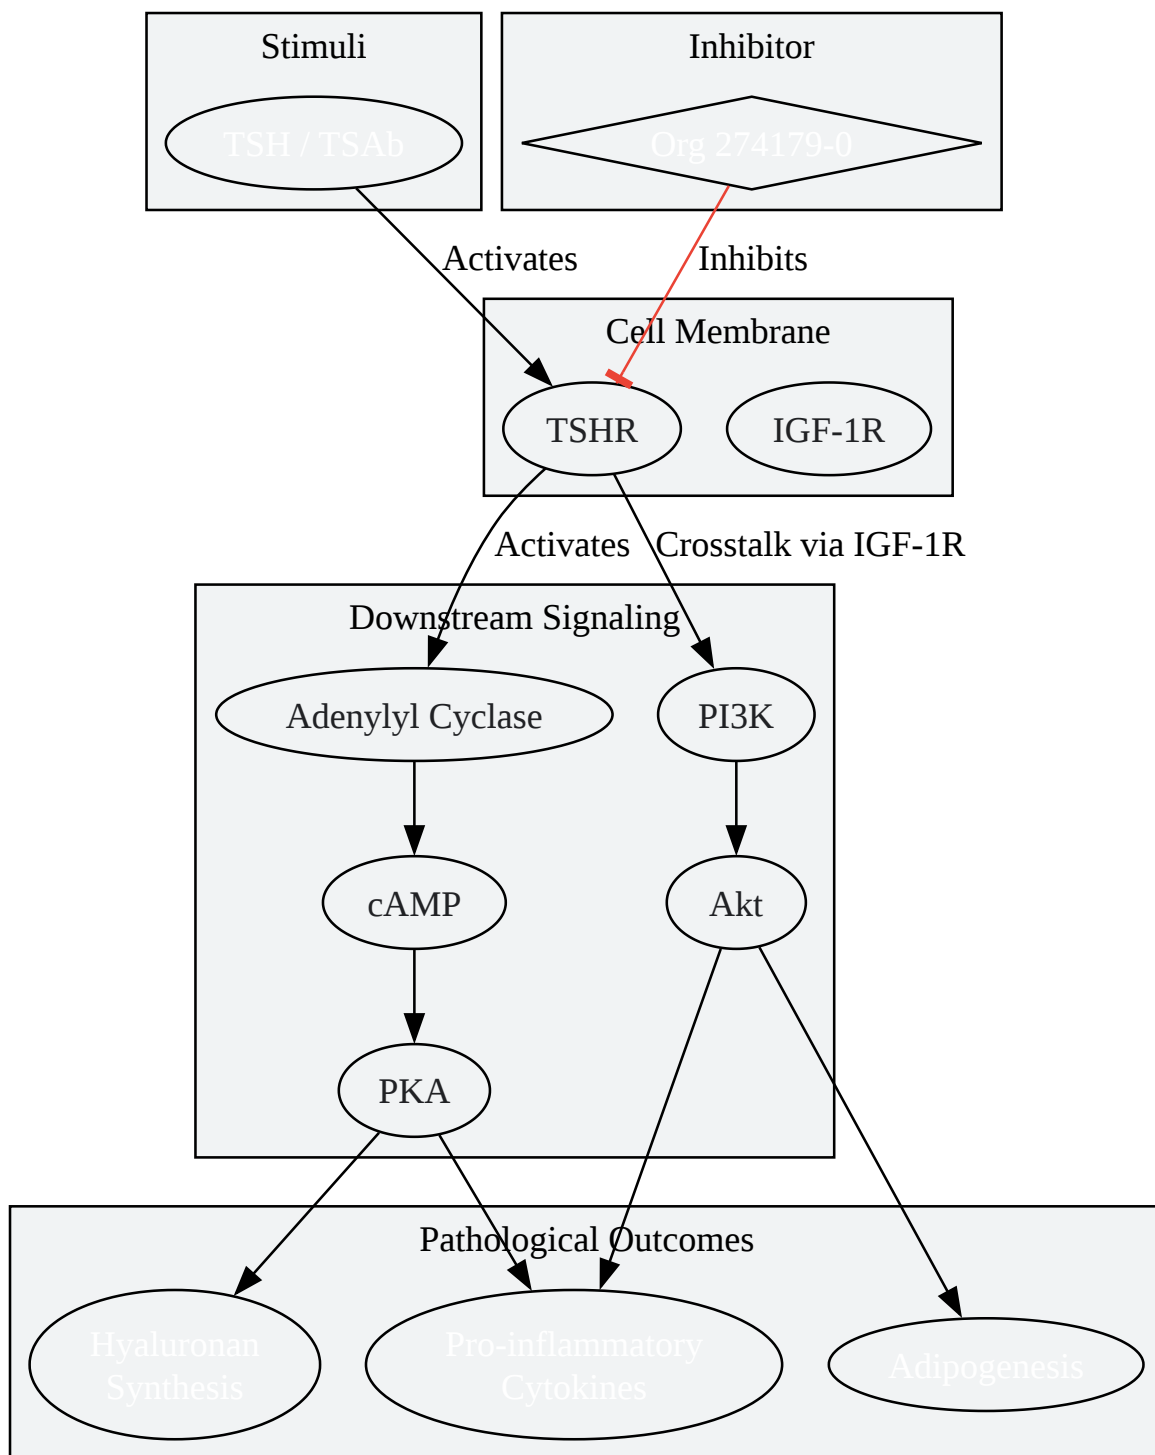 Stimuli
Inhibitor
TSH / TSAb
Org 274179-0
Activates
Inhibits
Cell Membrane
TSHR
IGF-1R
Activates
Crosstalk via IGF-1R
Downstream Signaling
Adenylyl Cyclase
PI3K
cAMP
Akt
PKA
Pathological Outcomes
Hyaluronan
Synthesis
Pro-inflammatory
Cytokines
Adipogenesis